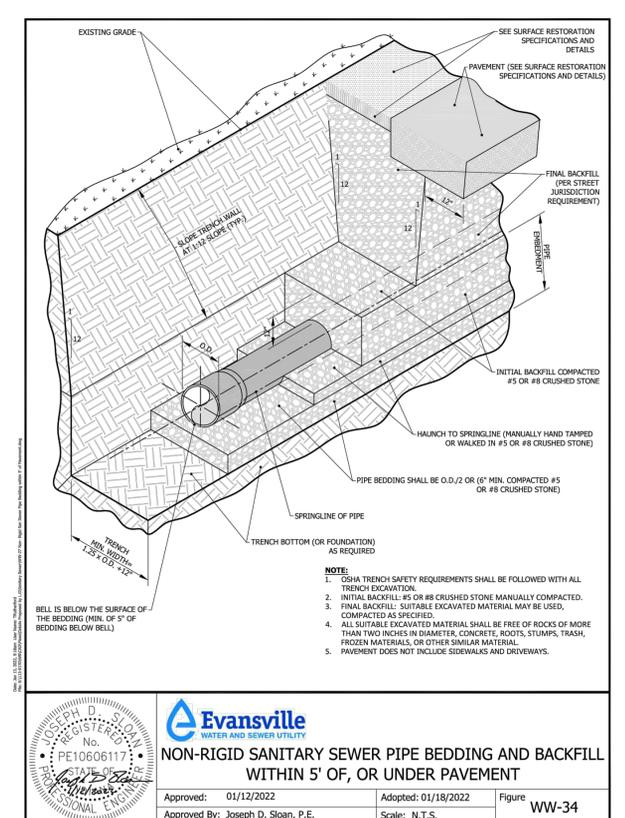 EXISTING GRADE
SEE SURFACE RESTORATION
SPECIFICATIONS AND
DETAILS
PAVEMENT (SEE SURFACE RESTORATION
SPECIFICATIONS AND DETAILS)
1
12
1
12
12"
FINAL BACKFILL
(PER STREET
JURISDICTION
REQUIREMENT)
SLOPE TRENCH WALL
AT 1:12 SLOPE (TYP.)
PIPE
EMBEDMENT
1
12
O.D.
12"
INITIAL BACKFILL COMPACTED
#5 OR #8 CRUSHED STONE
HAUNCH TO SPRINGLINE (MANUALLY HAND TAMPED
OR WALKED IN #5 OR #8 CRUSHED STONE)
PIPE BEDDING SHALL BE O.D./2 OR (6" MIN. COMPACTED #5
OR #8 CRUSHED STONE)
SPRINGLINE OF PIPE
TRENCH BOTTOM (OR FOUNDATION)
AS REQUIRED
TRENCH
MIN. WIDTH=
1.25 x O.D. +12"
BELL IS BELOW THE SURFACE OF
THE BEDDING (MIN. OF 5" OF
BEDDING BELOW BELL)
NOTE:
1. OSHA TRENCH SAFETY REQUIREMENTS SHALL BE FOLLOWED WITH ALL
TRENCH EXCAVATION.
2. INITIAL BACKFILL: #5 OR #8 CRUSHED STONE MANUALLY COMPACTED.
3. FINAL BACKFILL: SUITABLE EXCAVATED MATERIAL MAY BE USED,
COMPACTED AS SPECIFIED.
4. ALL SUITABLE EXCAVATED MATERIAL SHALL BE FREE OF ROCKS OF MORE
THAN TWO INCHES IN DIAMETER, CONCRETE, ROOTS, STUMPS, TRASH,
FROZEN MATERIALS, OR OTHER SIMILAR MATERIAL.
5. PAVEMENT DOES NOT INCLUDE SIDEWALKS AND DRIVEWAYS.
JOSEPH D. SLOAN
REGISTERED
No.
PE10606117
STATE OF
PROFESSIONAL ENGINEER
Evansville
WATER AND SEWER UTILITY
NON-RIGID SANITARY SEWER PIPE BEDDING AND BACKFILL
WITHIN 5' OF, OR UNDER PAVEMENT
Approved: 01/12/2022
Adopted: 01/18/2022
Figure
WW-34
Approved By: Joseph D. Sloan, P.E.
Scale: N.T.S.